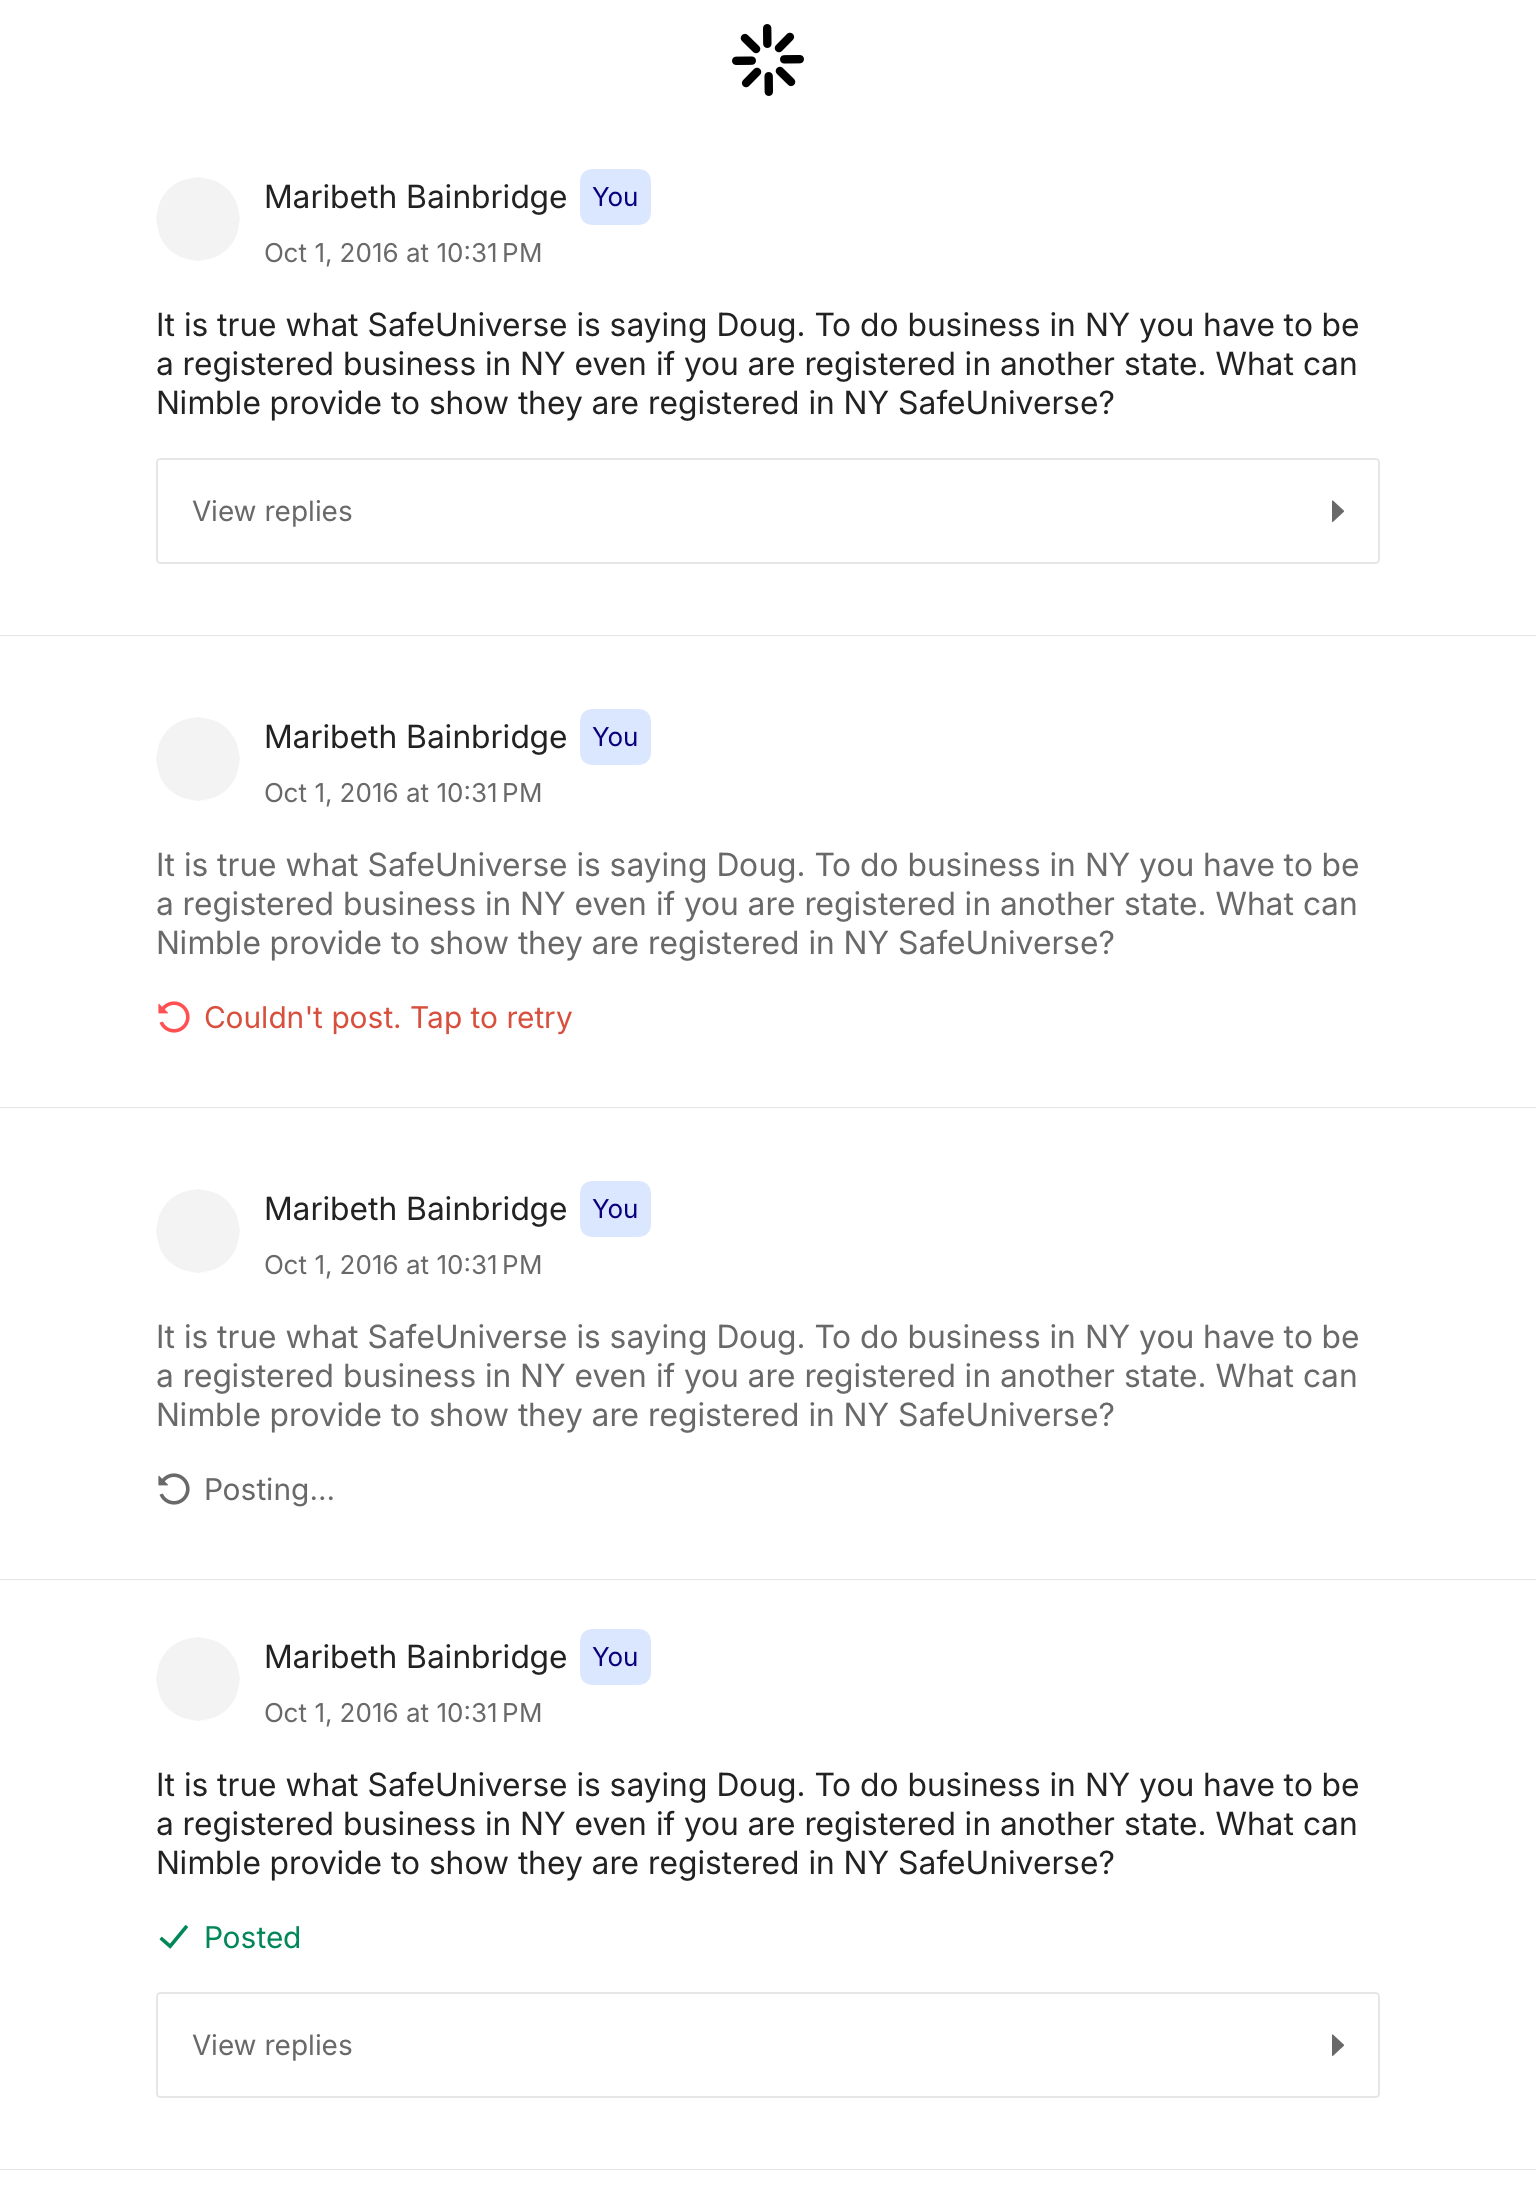 Maribeth Bainbridge You
Oct 1, 2016 at 10:31 PM
It is true what SafeUniverse is saying Doug. To do business in NY you have to be
a registered business in NY even if you are registered in another state. What can
Nimble provide to show they are registered in NY SafeUniverse?
View replies
Maribeth Bainbridge You
Oct 1, 2016 at 10:31 PM
It is true what SafeUniverse is saying Doug. To do business in NY you have to be
a registered business in NY even if you are registered in another state. What can
Nimble provide to show they are registered in NY SafeUniverse?
Couldn't post. Tap to retry
Maribeth Bainbridge You
Oct 1, 2016 at 10:31 PM
It is true what SafeUniverse is saying Doug. To do business in NY you have to be
a registered business in NY even if you are registered in another state. What can
Nimble provide to show they are registered in NY SafeUniverse?
Posting...
Maribeth Bainbridge You
Oct 1, 2016 at 10:31 PM
It is true what SafeUniverse is saying Doug. To do business in NY you have to be
a registered business in NY even if you are registered in another state. What can
Nimble provide to show they are registered in NY SafeUniverse?
Posted
View replies